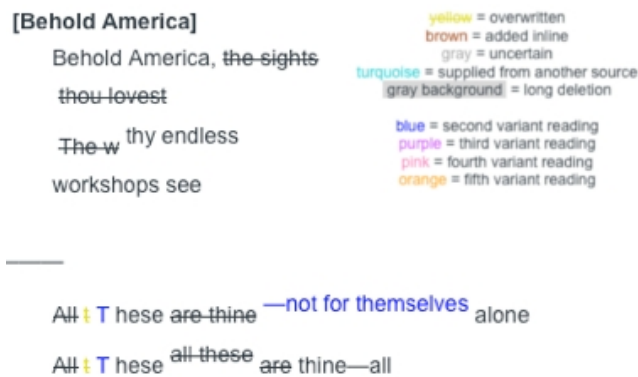 [Behold America]
Behold America, the sights
thou lovest
The w thy endless
workshops see
All t T hese are thine —not for themselves alone
All t T hese all these are thine—all
yellow = overwritten
brown = added inline
gray = uncertain
turquoise = supplied from another source
gray background = long deletion
blue = second variant reading
purple = third variant reading
pink = fourth variant reading
orange = fifth variant reading